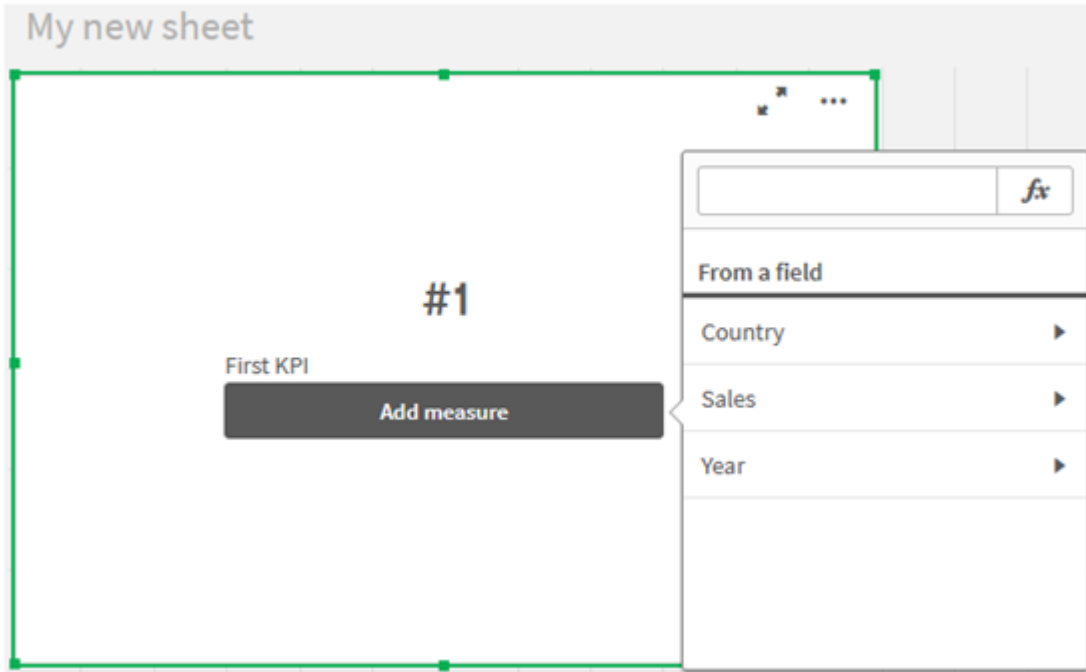 My new sheet
fx
From a field
#1
Country
First KPI
Add measure
Sales
Year